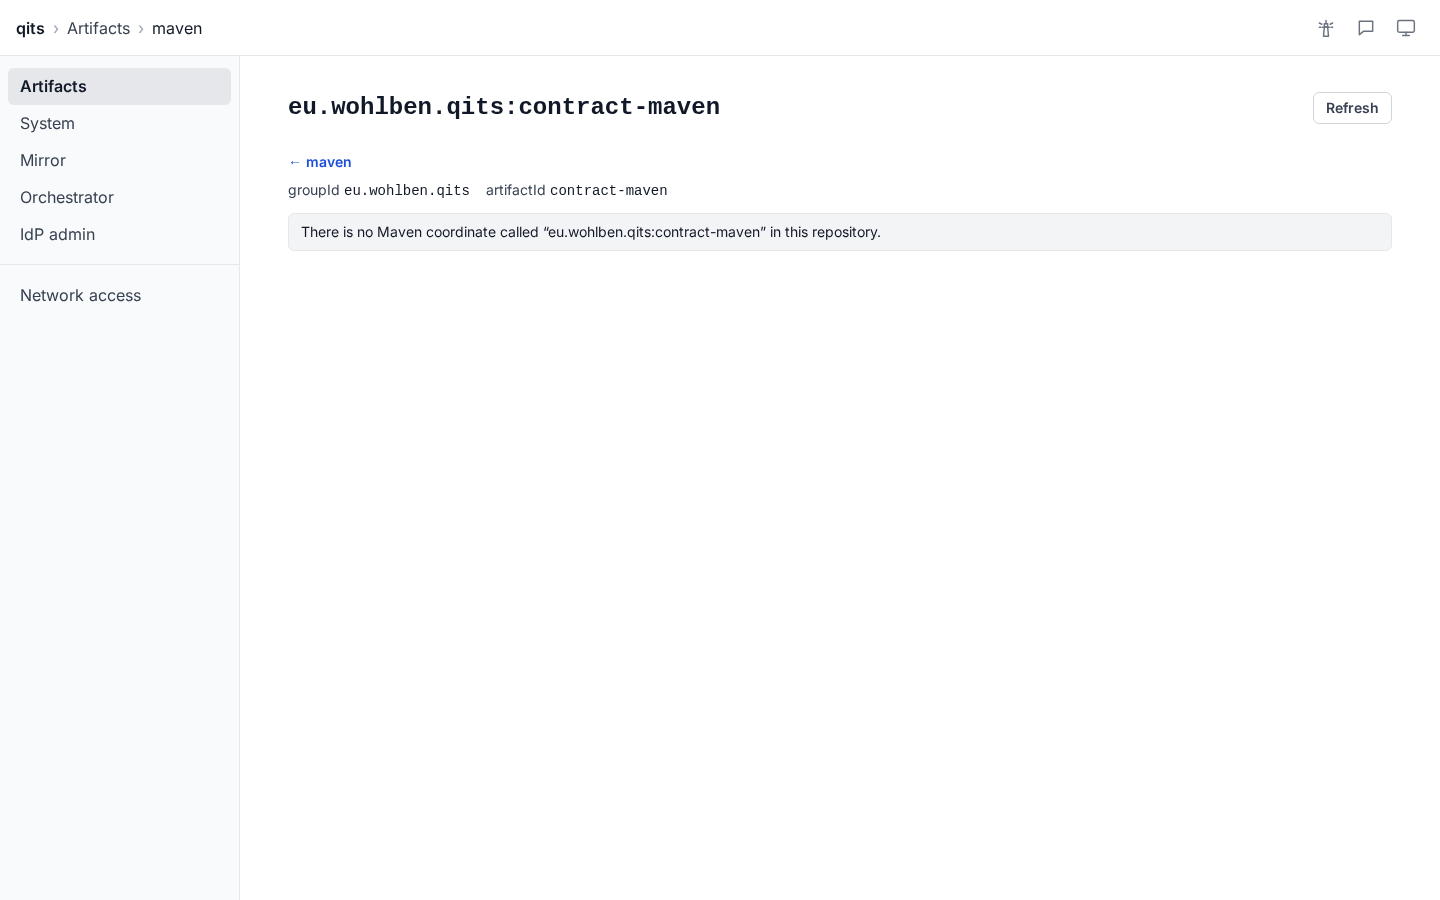 qits › Artifacts › maven
Artifacts
System
Mirror
Orchestrator
IdP admin
Network access
eu.wohlben.qits:contract-maven
Refresh
← maven
groupId eu.wohlben.qits artifactId contract-maven
There is no Maven coordinate called “eu.wohlben.qits:contract-maven” in this repository.